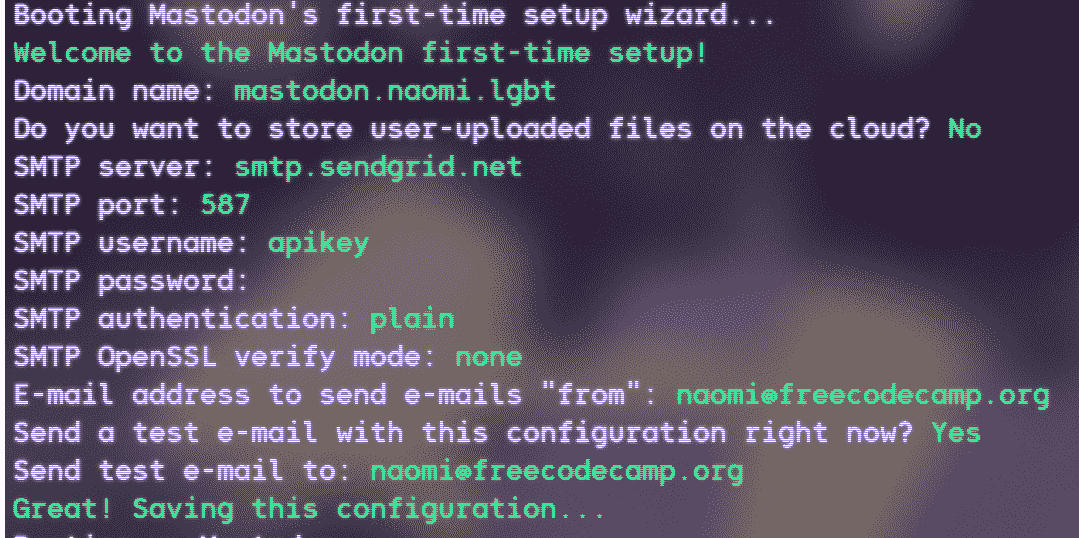 Booting Mastodon's first-time setup wizard...
Welcome to the Mastodon first-time setup!
Domain name: mastodon.naomi.lgbt
Do you want to store user-uploaded files on the cloud? No
SMTP server: smtp.sendgrid.net
SMTP port: 587
SMTP username: apikey
SMTP password:
SMTP authentication: plain
SMTP OpenSSL verify mode: none
E-mail address to send e-mails "from": naomi@freecodecamp.org
Send a test e-mail with this configuration right now? Yes
Send test e-mail to: naomi@freecodecamp.org
Great! Saving this configuration...